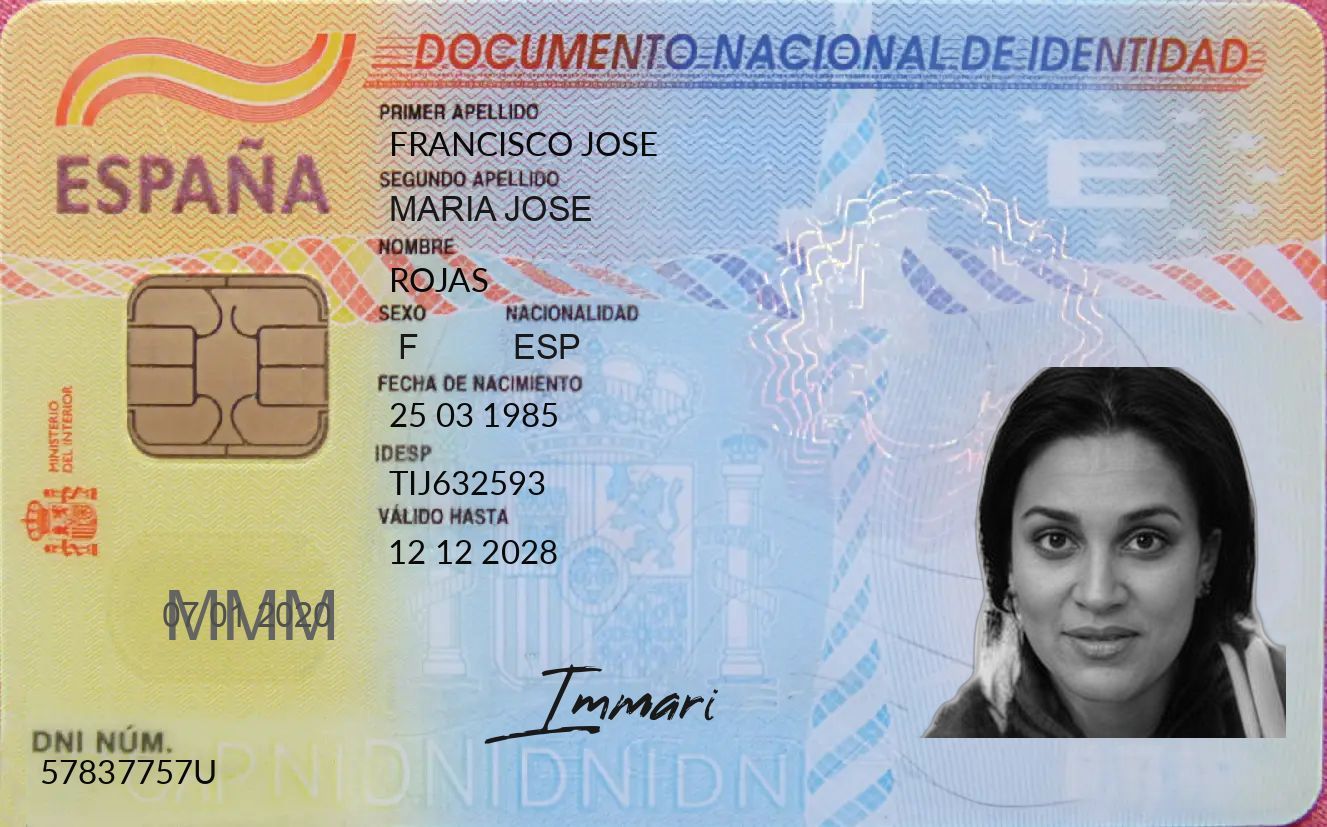 DOCUMENTO NACIONAL DE IDENTIDAD
ESPAÑA
PRIMER APELLIDO
FRANCISCO JOSE
SEGUNDO APELLIDO
MARIA JOSE
NOMBRE
ROJAS
SEXO NACIONALIDAD
F ESP
FECHA DE NACIMIENTO
25 03 1985
IDESP
TIJ632593
VÁLIDO HASTA
12 12 2028
MINISTERIO
DEL INTERIOR
E
MMM
07 01 2020
Immari
DNI NÚM.
57837757U
DNIDNIDNIDNI